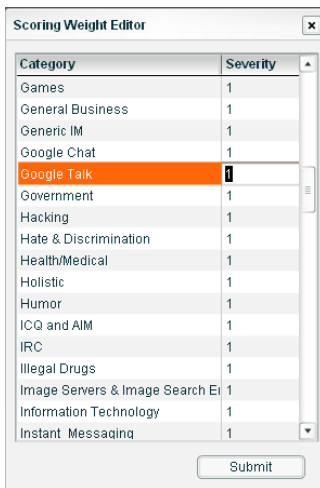 Scoring Weight Editor
Category Severity
Games 1
General Business 1
Generic IM 1
Google Chat 1
Google Talk 1
Government 1
Hacking 1
Hate & Discrimination 1
Health/Medical 1
Holistic 1
Humor 1
ICQ and AIM 1
IRC 1
Illegal Drugs 1
Image Servers & Image Search 1
Information Technology 1
Instant Messaging 1
Submit